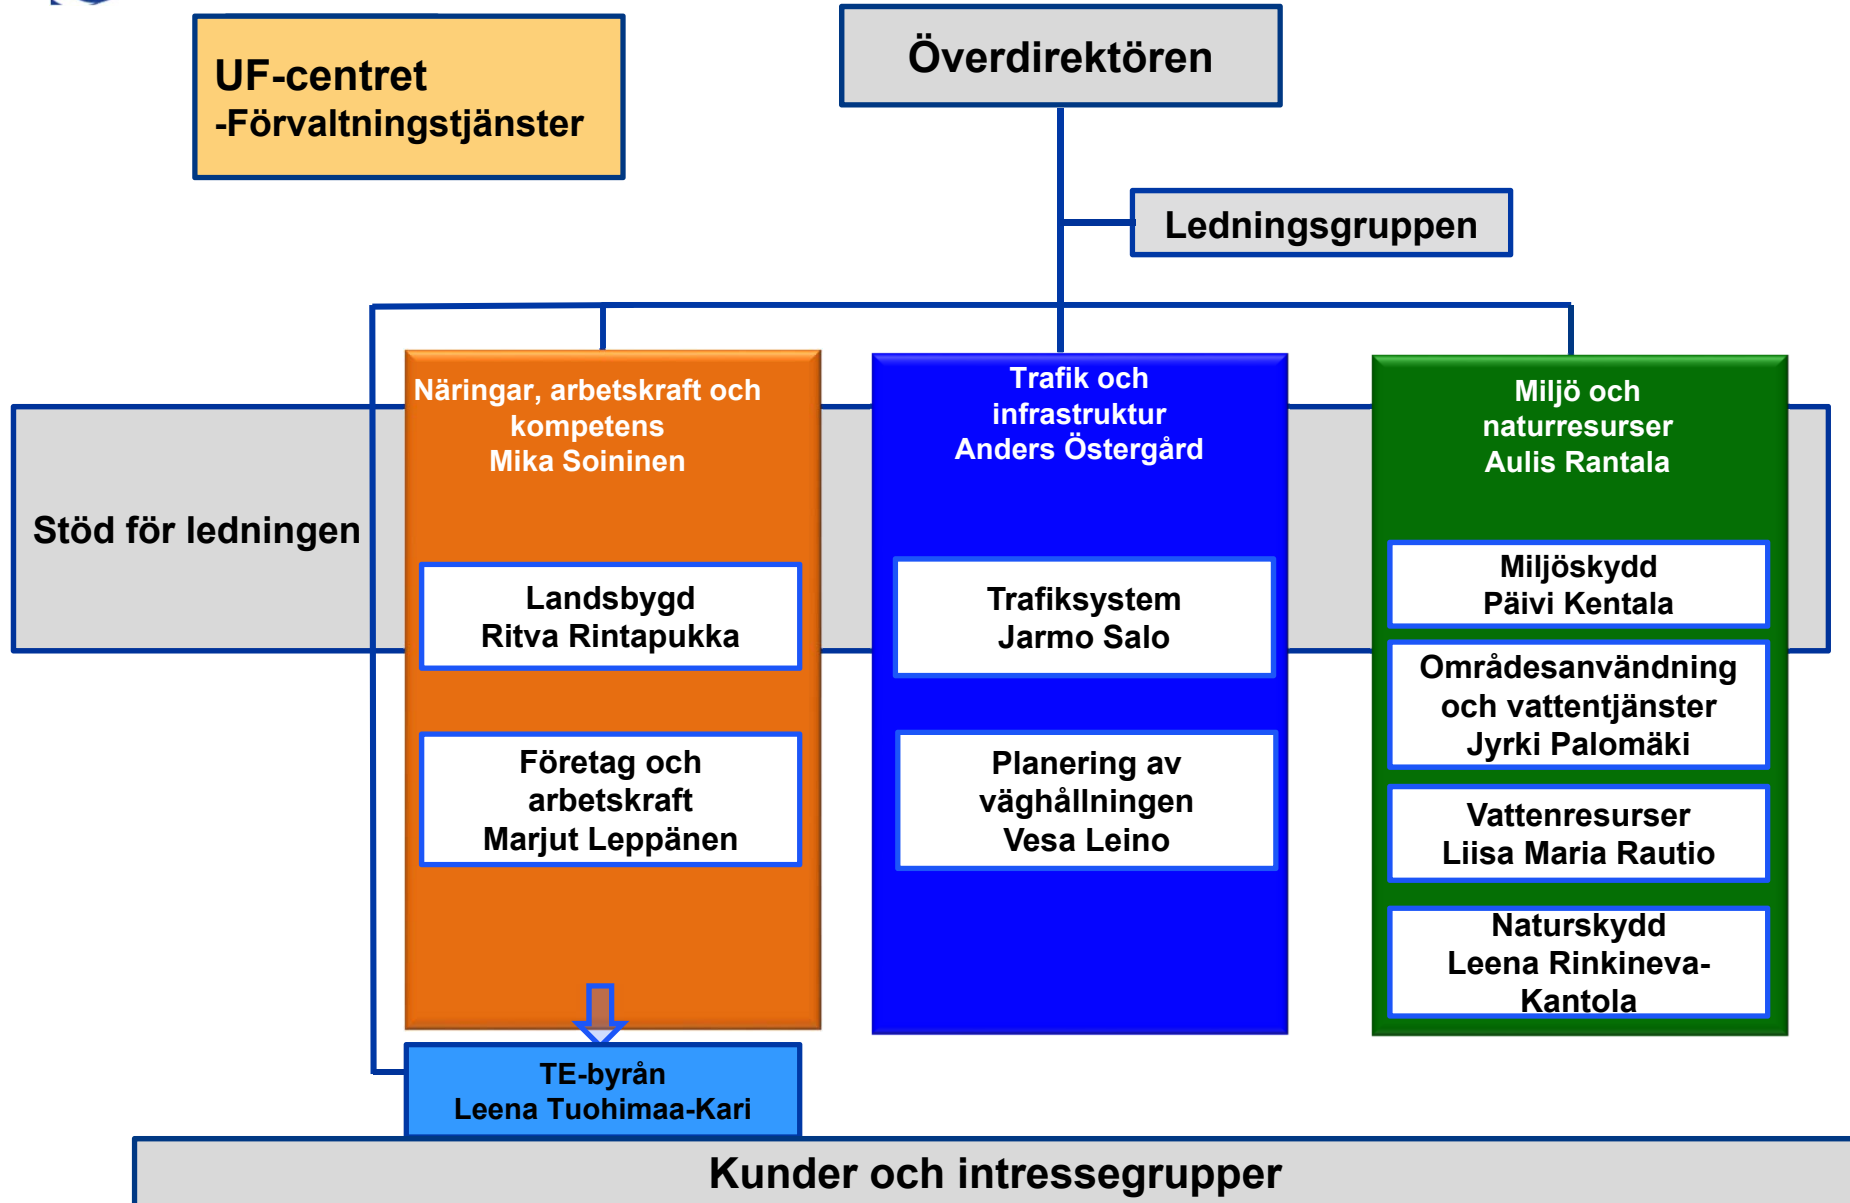 UF-centret
-Förvaltningstjänster
Överdirektören
Ledningsgruppen
Stöd för ledningen
Näringar, arbetskraft och
kompetens
Mika Soininen
Landsbygd
Ritva Rintapukka
Företag och
arbetskraft
Marjut Leppänen
Trafik och
infrastruktur
Anders Östergård
Trafiksystem
Jarmo Salo
Planering av
väghållningen
Vesa Leino
Miljö och
naturresurser
Aulis Rantala
Miljöskydd
Päivi Kentala
Områdesanvändning
och vattentjänster
Jyrki Palomäki
Vattenresurser
Liisa Maria Rautio
Naturskydd
Leena Rinkineva-
Kantola
TE-byrån
Leena Tuohimaa-Kari
Kunder och intressegrupper